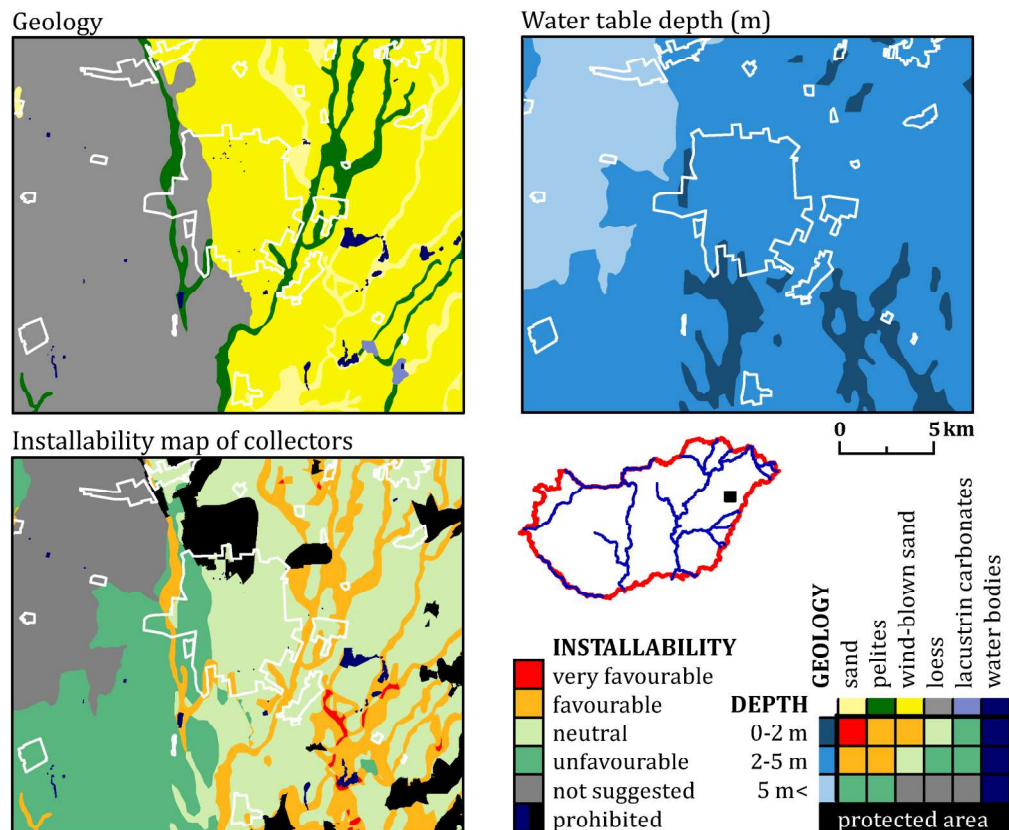 Geology
Water table depth (m)
Installability map of collectors
0 5 km
INSTALLABILITY
very favourable
favourable
neutral
unfavourable
not suggested
prohibited
GEOLOGY
sand
pelites
wind-blown sand
loess
lacustrin carbonates
water bodies
DEPTH
0-2 m
2-5 m
5 m<
protected area